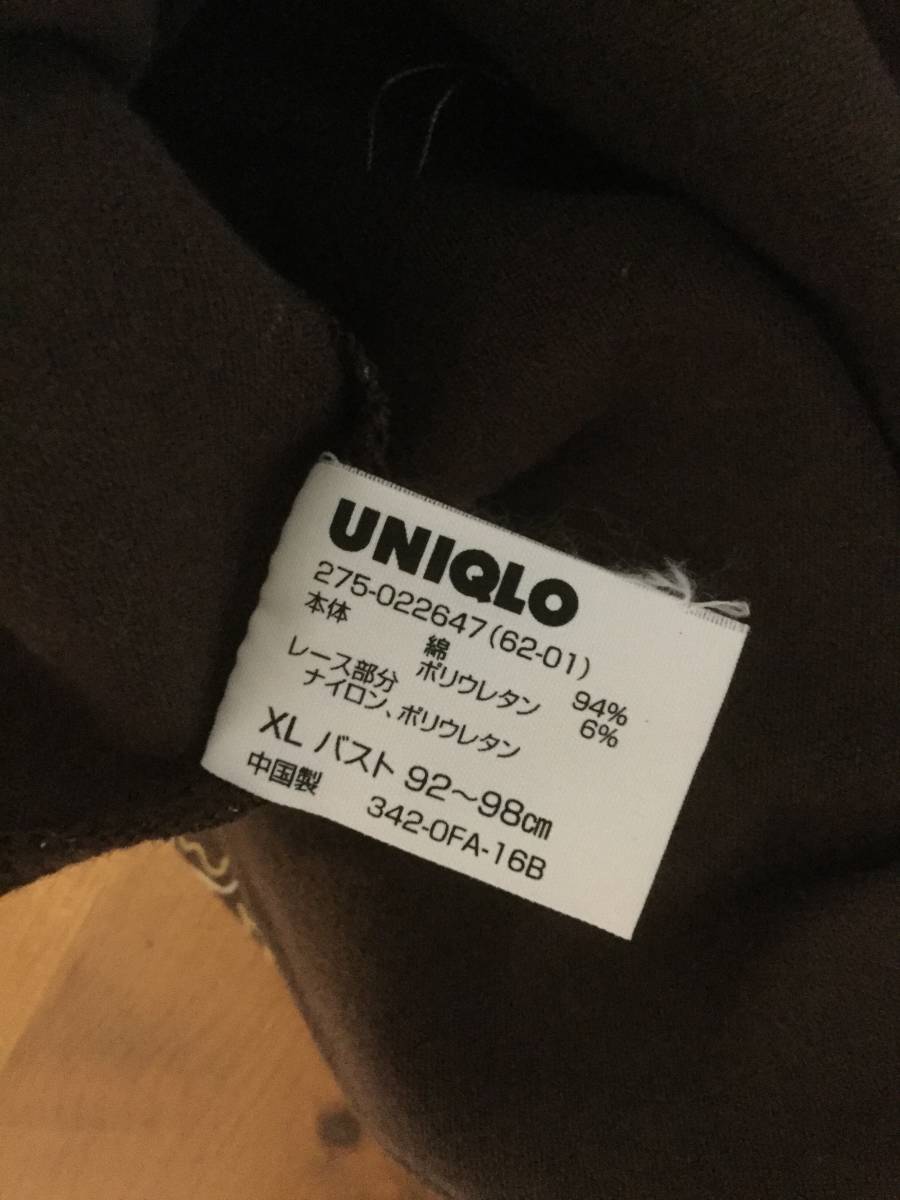 UNIQLO
275-022647(62-01)
本体 綿 94%
ポリウレタン 6%
レース部分
ナイロン、ポリウレタン
XL バスト 92～98㎝
中国製 342-0FA-16B